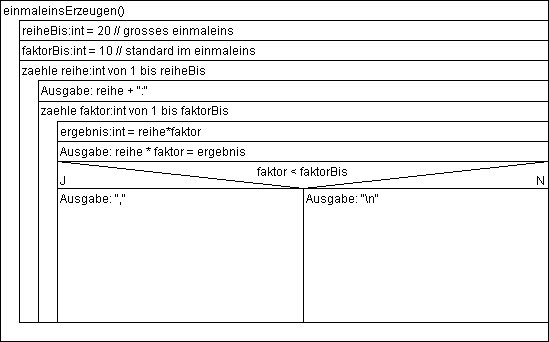 einmaleinsErzeugen()
reiheBis:int = 20 // grosses einmaleins
faktorBis:int = 10 // standard im einmaleins
zaehle reihe:int von 1 bis reiheBis
Ausgabe: reihe + ":"
zaehle faktor:int von 1 bis faktorBis
ergebnis:int = reihe*faktor
Ausgabe: reihe * faktor = ergebnis
faktor < faktorBis
J
N
Ausgabe: ","
Ausgabe: "\n"